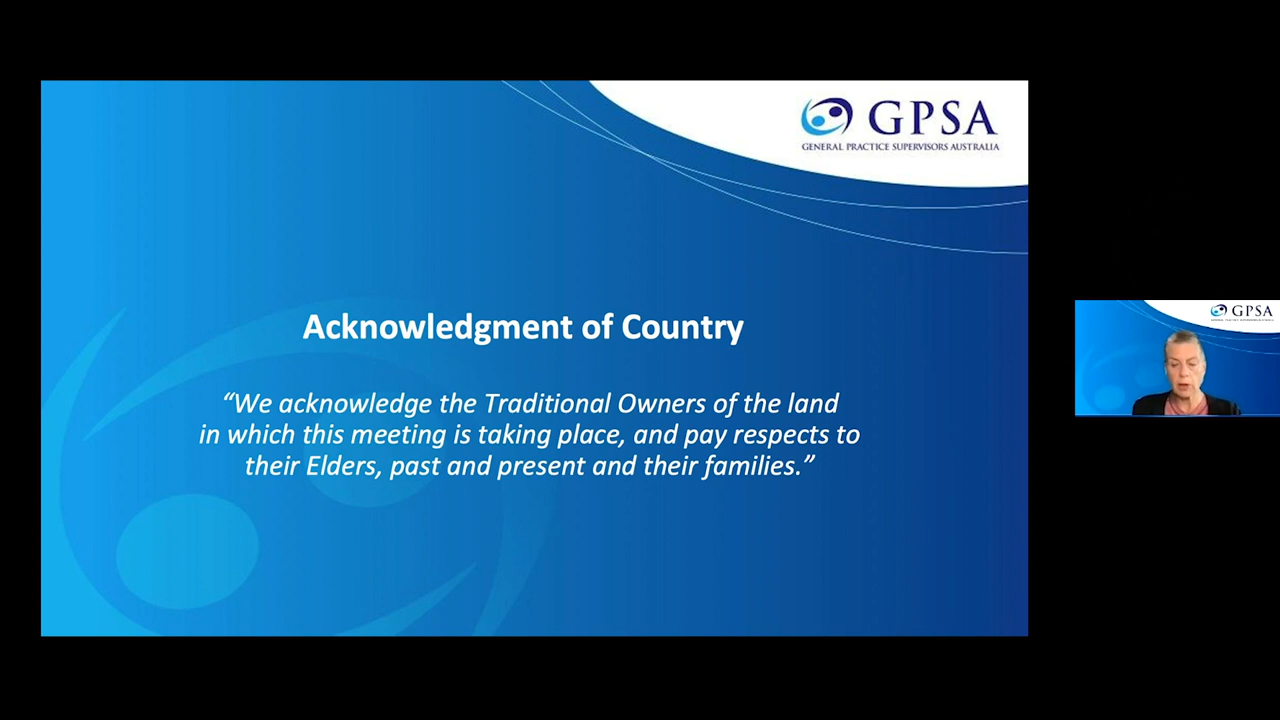 GPSA
GENERAL PRACTICE SUPERVISORS AUSTRALIA
Acknowledgment of Country
“We acknowledge the Traditional Owners of the land
in which this meeting is taking place, and pay respects to
their Elders, past and present and their families.”
GPSA